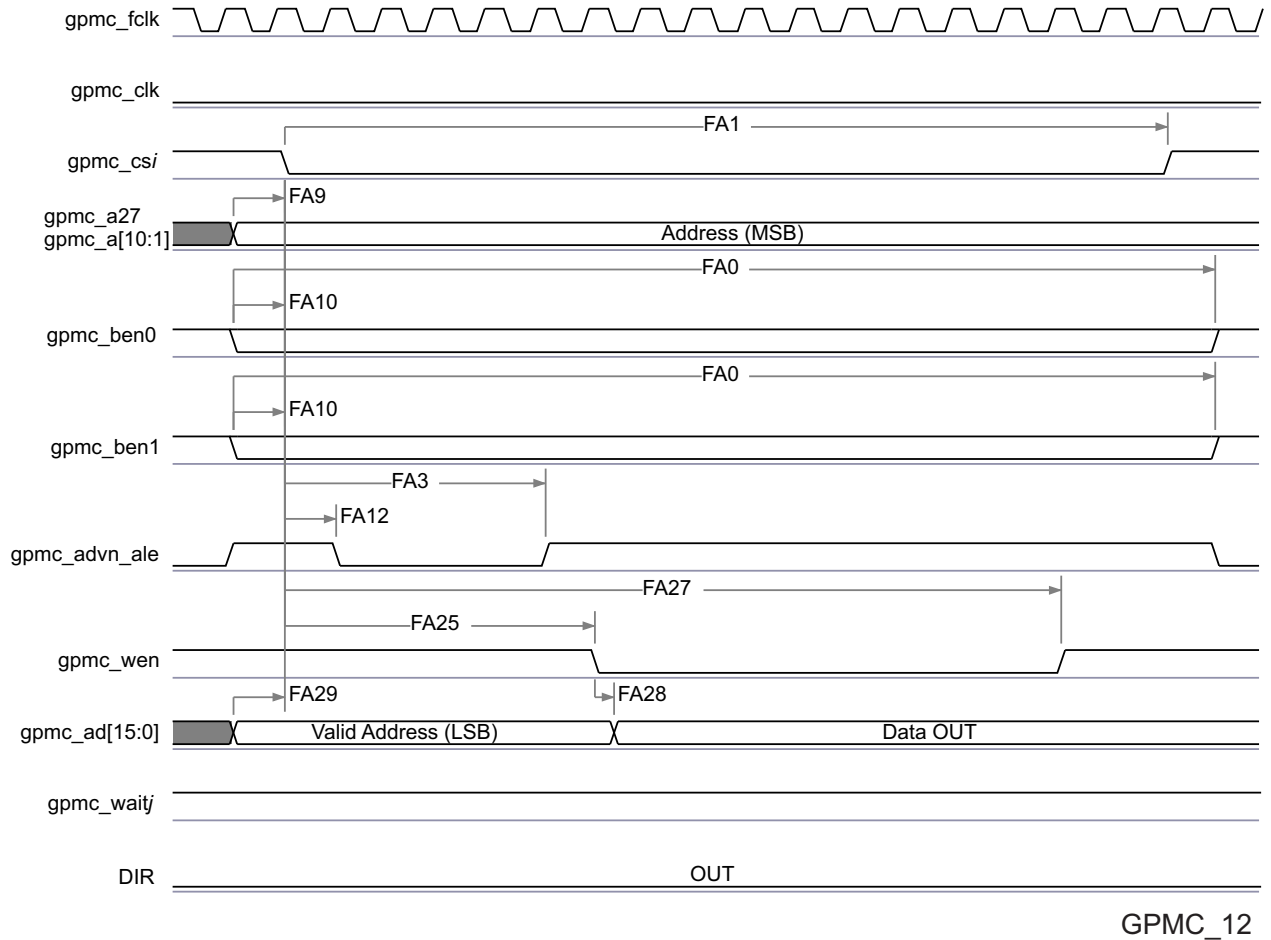 gpmc_fclk
gpmc_clk
FA1
gpmc_csi
FA9
gpmc_a27
gpmc_a[10:1]
Address (MSB)
FA0
FA10
gpmc_ben0
FA0
FA10
gpmc_ben1
FA3
FA12
gpmc_advn_ale
FA27
FA25
gpmc_wen
FA29
FA28
gpmc_ad[15:0]
Valid Address (LSB)
Data OUT
gpmc_waitj
DIR
OUT
GPMC_12